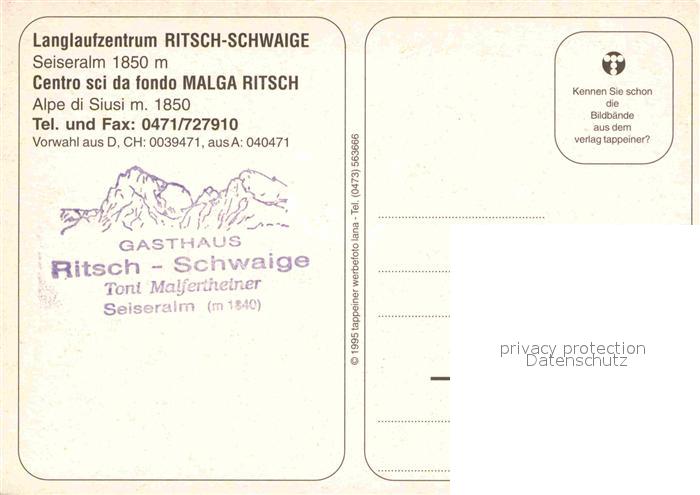 Langlaufzentrum RITSCH-SCHWAIGE
Seiseralm 1850 m
Centro sci da fondo MALGA RITSCH
Alpe di Siusi m. 1850
Tel. und Fax: 0471/727910
Vorwahl aus D, CH: 0039471, aus A: 040471
GASTHAUS
Ritsch - Schwaige
Toni Malfertheiner
Seiseralm (m 1840)
© 1995 tappeiner werbefoto lana - Tel. (0473) 563666
Kennen Sie schon
die
Bildbände
aus dem
verlag tappeiner?
privacy protection
Datenschutz